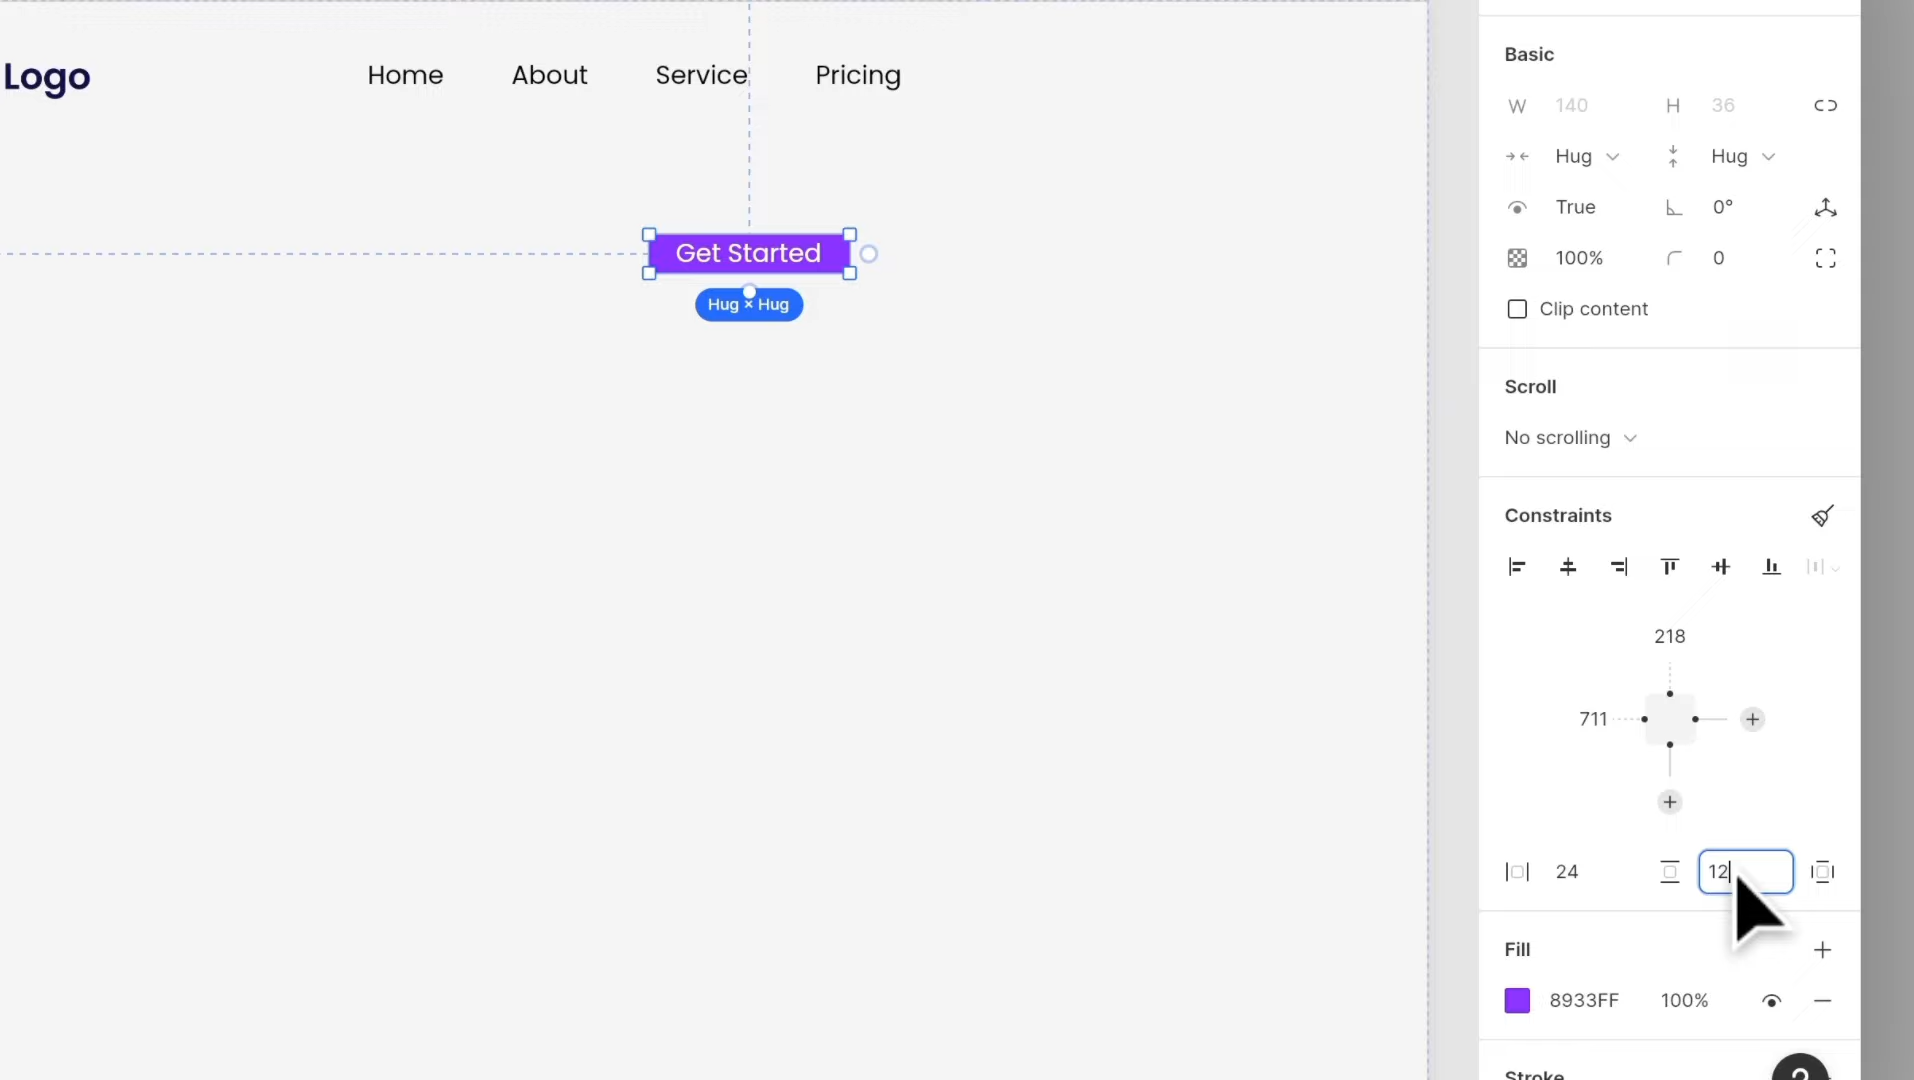 Logo
Home About Service Pricing
Get Started
Hug × Hug
Basic
W 140 H 36
Hug Hug
True 0°
100% 0
Clip content
Scroll
No scrolling
Constraints
218
711
24 12
Fill
8933FF 100%
Stroke
?